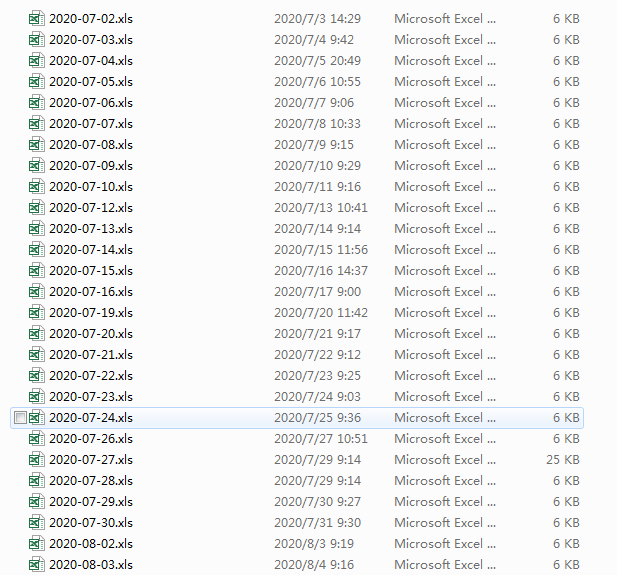 2020-07-02.xls 2020/7/3 14:29 Microsoft Excel ... 6 KB
2020-07-03.xls 2020/7/4 9:42 Microsoft Excel ... 6 KB
2020-07-04.xls 2020/7/5 20:49 Microsoft Excel ... 6 KB
2020-07-05.xls 2020/7/6 10:55 Microsoft Excel ... 6 KB
2020-07-06.xls 2020/7/7 9:06 Microsoft Excel ... 6 KB
2020-07-07.xls 2020/7/8 10:33 Microsoft Excel ... 6 KB
2020-07-08.xls 2020/7/9 9:15 Microsoft Excel ... 6 KB
2020-07-09.xls 2020/7/10 9:29 Microsoft Excel ... 6 KB
2020-07-10.xls 2020/7/11 9:16 Microsoft Excel ... 6 KB
2020-07-12.xls 2020/7/13 10:41 Microsoft Excel ... 6 KB
2020-07-13.xls 2020/7/14 9:14 Microsoft Excel ... 6 KB
2020-07-14.xls 2020/7/15 11:56 Microsoft Excel ... 6 KB
2020-07-15.xls 2020/7/16 14:37 Microsoft Excel ... 6 KB
2020-07-16.xls 2020/7/17 9:00 Microsoft Excel ... 6 KB
2020-07-19.xls 2020/7/20 11:42 Microsoft Excel ... 6 KB
2020-07-20.xls 2020/7/21 9:17 Microsoft Excel ... 6 KB
2020-07-21.xls 2020/7/22 9:12 Microsoft Excel ... 6 KB
2020-07-22.xls 2020/7/23 9:25 Microsoft Excel ... 6 KB
2020-07-23.xls 2020/7/24 9:03 Microsoft Excel ... 6 KB
2020-07-24.xls 2020/7/25 9:36 Microsoft Excel ... 6 KB
2020-07-26.xls 2020/7/27 10:51 Microsoft Excel ... 6 KB
2020-07-27.xls 2020/7/29 9:14 Microsoft Excel ... 25 KB
2020-07-28.xls 2020/7/29 9:14 Microsoft Excel ... 6 KB
2020-07-29.xls 2020/7/30 9:27 Microsoft Excel ... 6 KB
2020-07-30.xls 2020/7/31 9:30 Microsoft Excel ... 6 KB
2020-08-02.xls 2020/8/3 9:19 Microsoft Excel ... 6 KB
2020-08-03.xls 2020/8/4 9:16 Microsoft Excel ... 6 KB